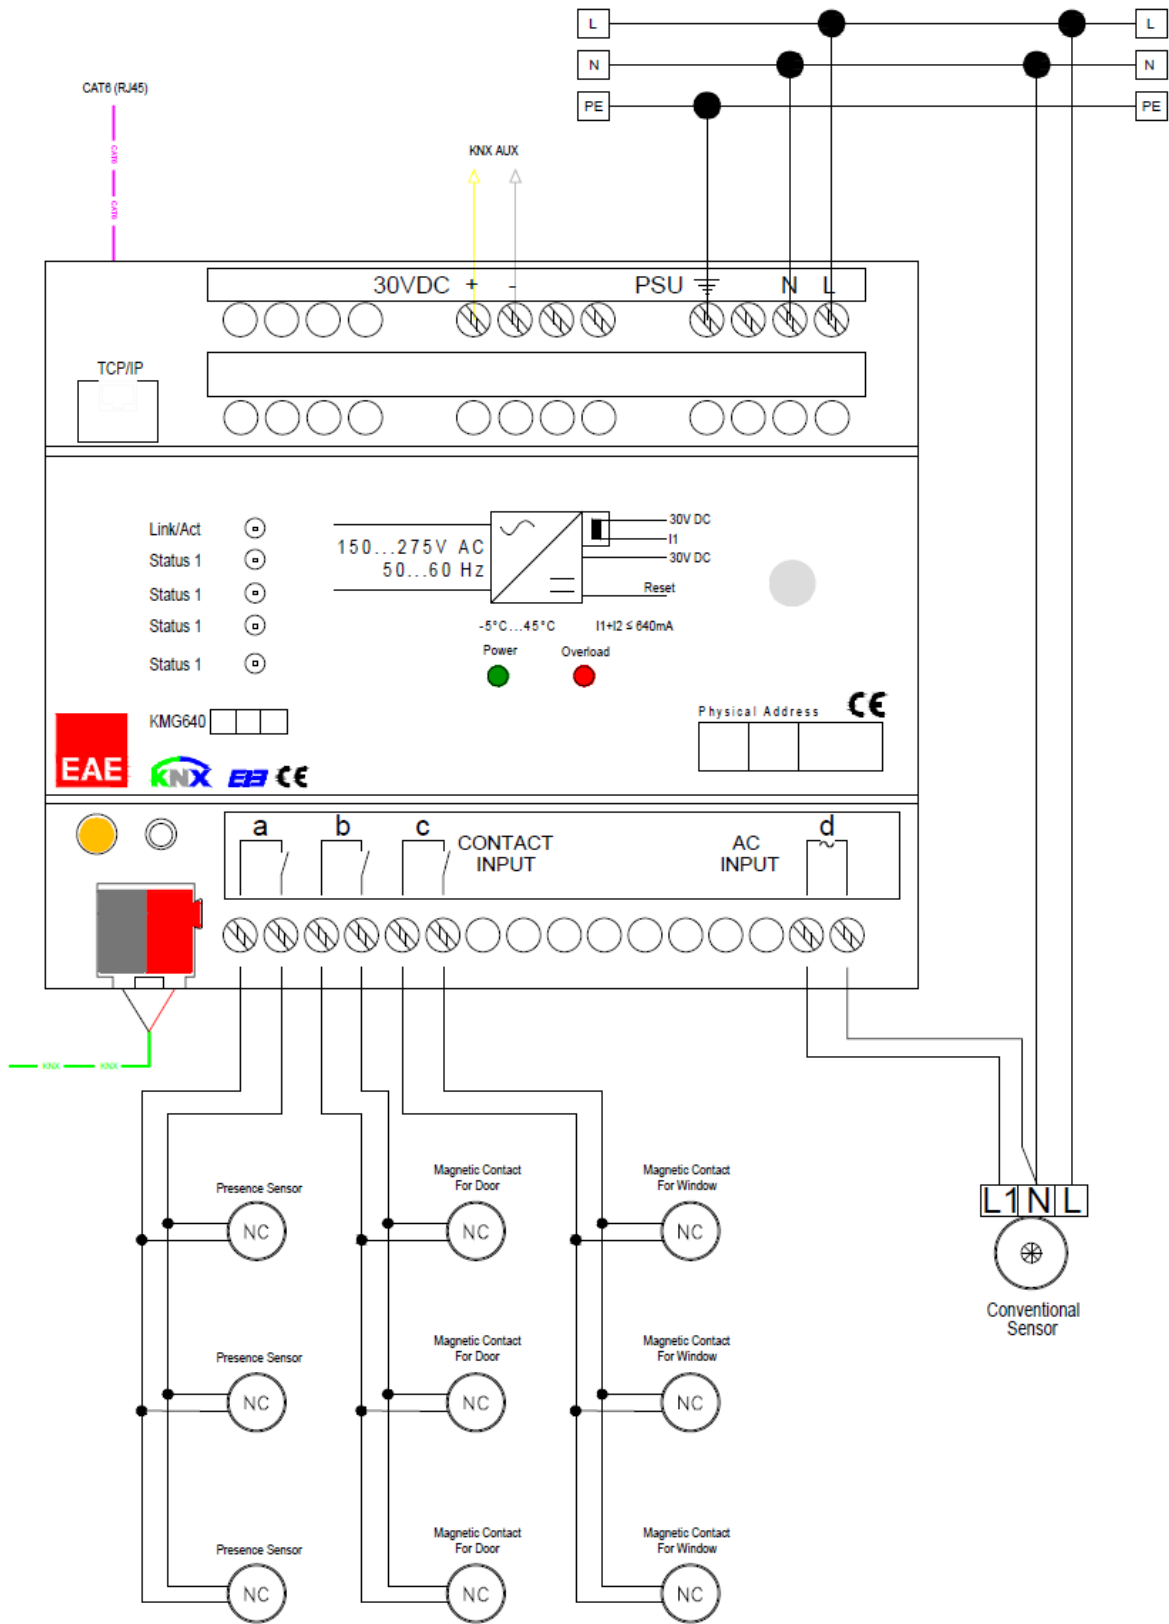 L
L
N
N
PE
PE
CAT6 (RJ45)
CAT6
CAT6
KNX AUX
30VDC + -
PSU N L
TCP/IP
Link/Act
Status 1
Status 1
Status 1
Status 1
150...275V AC
50...60 Hz
30V DC
I1
30V DC
Reset
-5°C...45°C
I1+I2 ≤ 640mA
Power
Overload
KMG640
Physical Address
CE
EAE
KNX
EIB
CE
a
b
c
CONTACT
INPUT
AC
INPUT
d
KNX
KNX
Presence Sensor
NC
Magnetic Contact
For Door
NC
Magnetic Contact
For Window
NC
L1 N L
Conventional
Sensor
Presence Sensor
NC
Magnetic Contact
For Door
NC
Magnetic Contact
For Window
NC
Presence Sensor
NC
Magnetic Contact
For Door
NC
Magnetic Contact
For Window
NC